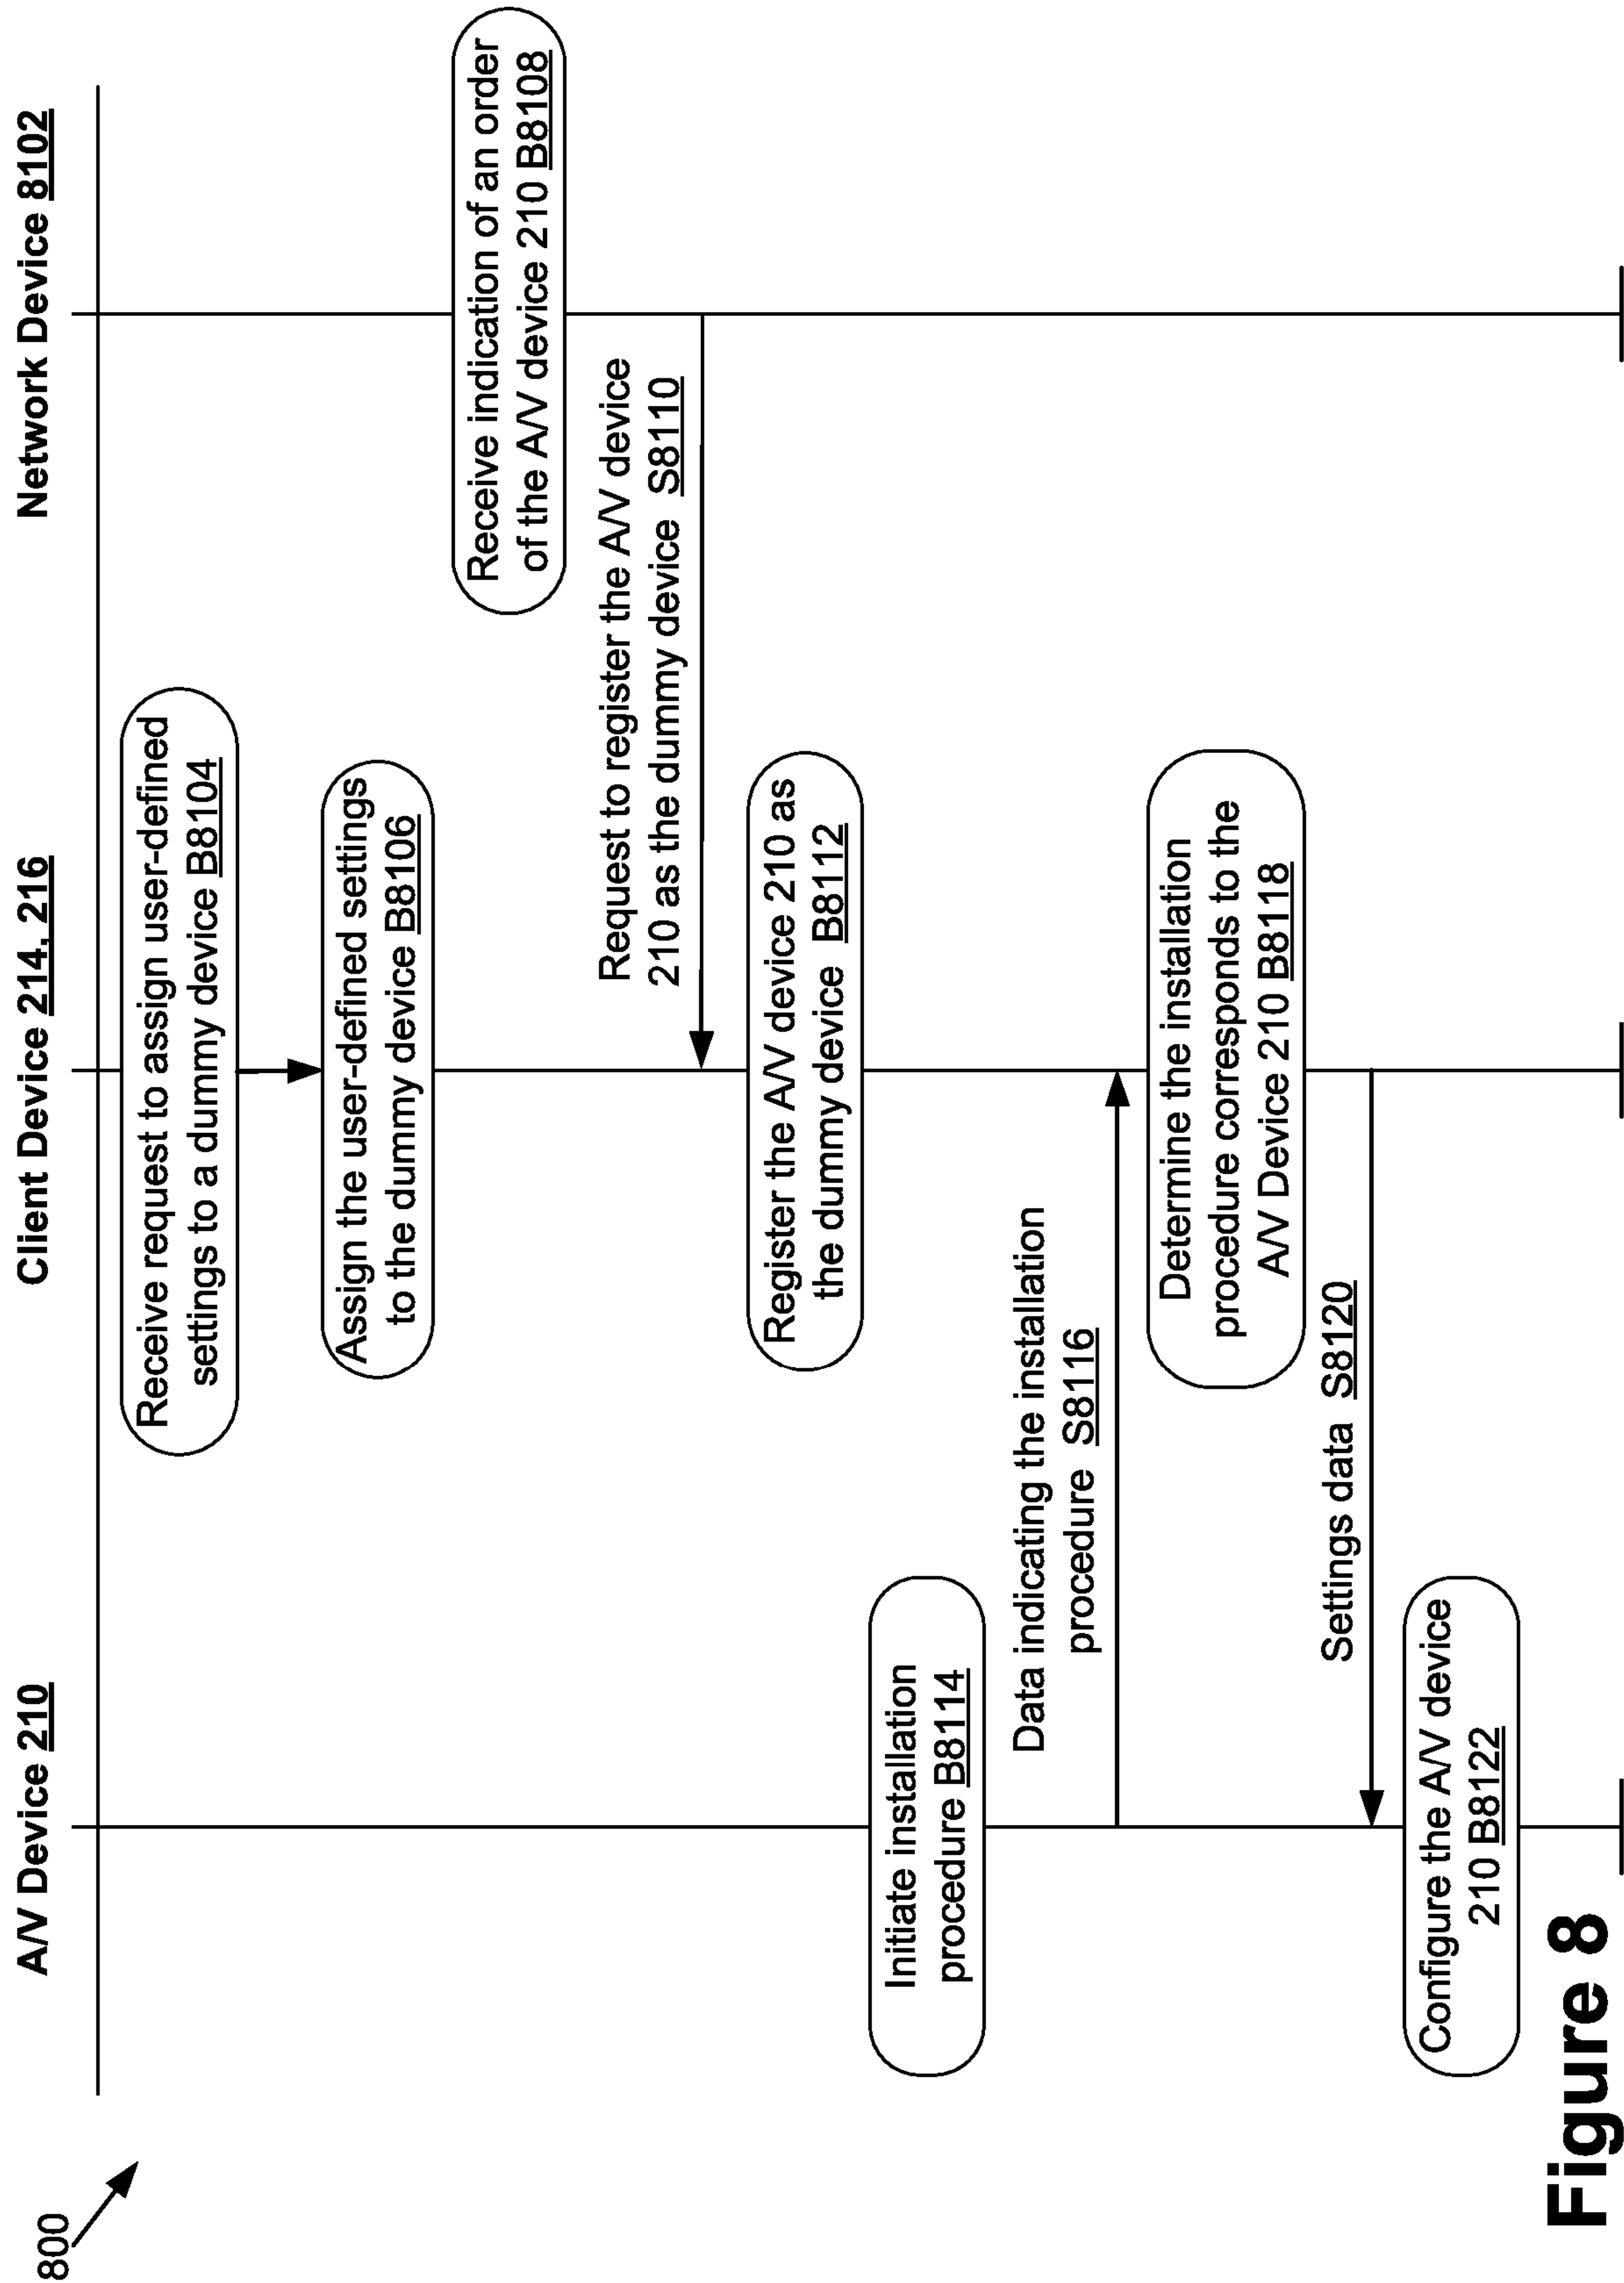 800
A/V Device 210
Client Device 214, 216
Network Device 8102
Receive request to assign user-defined
settings to a dummy device B8104
Assign the user-defined settings
to the dummy device B8106
Receive indication of an order
of the A/V device 210 B8108
Request to register the A/V device
210 as the dummy device S8110
Register the A/V device 210 as
the dummy device B8112
Initiate installation
procedure B8114
Data indicating the installation
procedure S8116
Determine the installation
procedure corresponds to the
A/V Device 210 B8118
Settings data S8120
Configure the A/V device
210 B8122
Figure 8